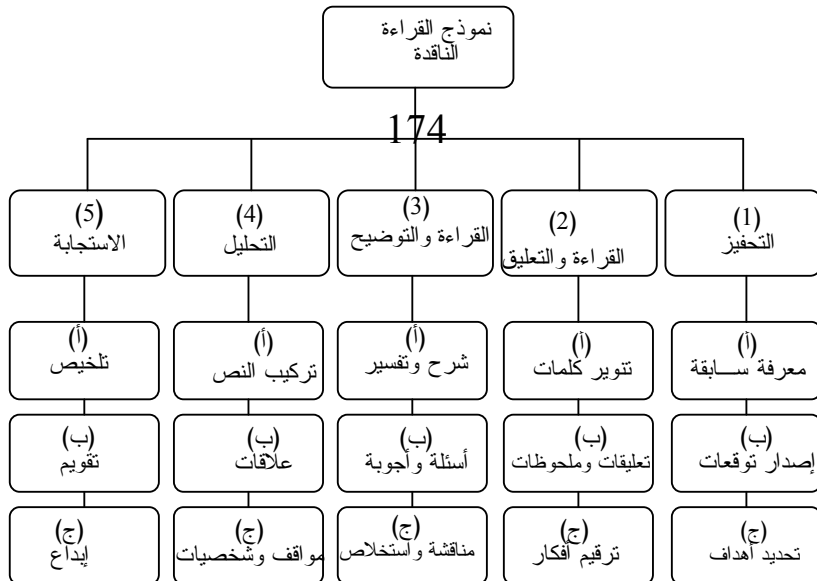 نموذج القراءة
الناقدة
174
(1)
التحفيز
(2)
القراءة والتعليق
(3)
القراءة والتوضيح
(4)
التحليل
(5)
الاستجابة
(أ)
معرفة ســـابقة
(أ)
تنوير كلمات
(أ)
شرح وتفسير
(أ)
تركيب النص
(أ)
تلخيص
(ب)
إصدار توقعات
(ب)
تعليقات وملحوظات
(ب)
أسئلة وأجوبة
(ب)
علاقات
(ب)
تقويم
(ج)
تحديد أهداف
(ج)
ترقيم أفكار
(ج)
مناقشة واستخلاص
(ج)
مواقف وشخصيات
(ج)
إبداع